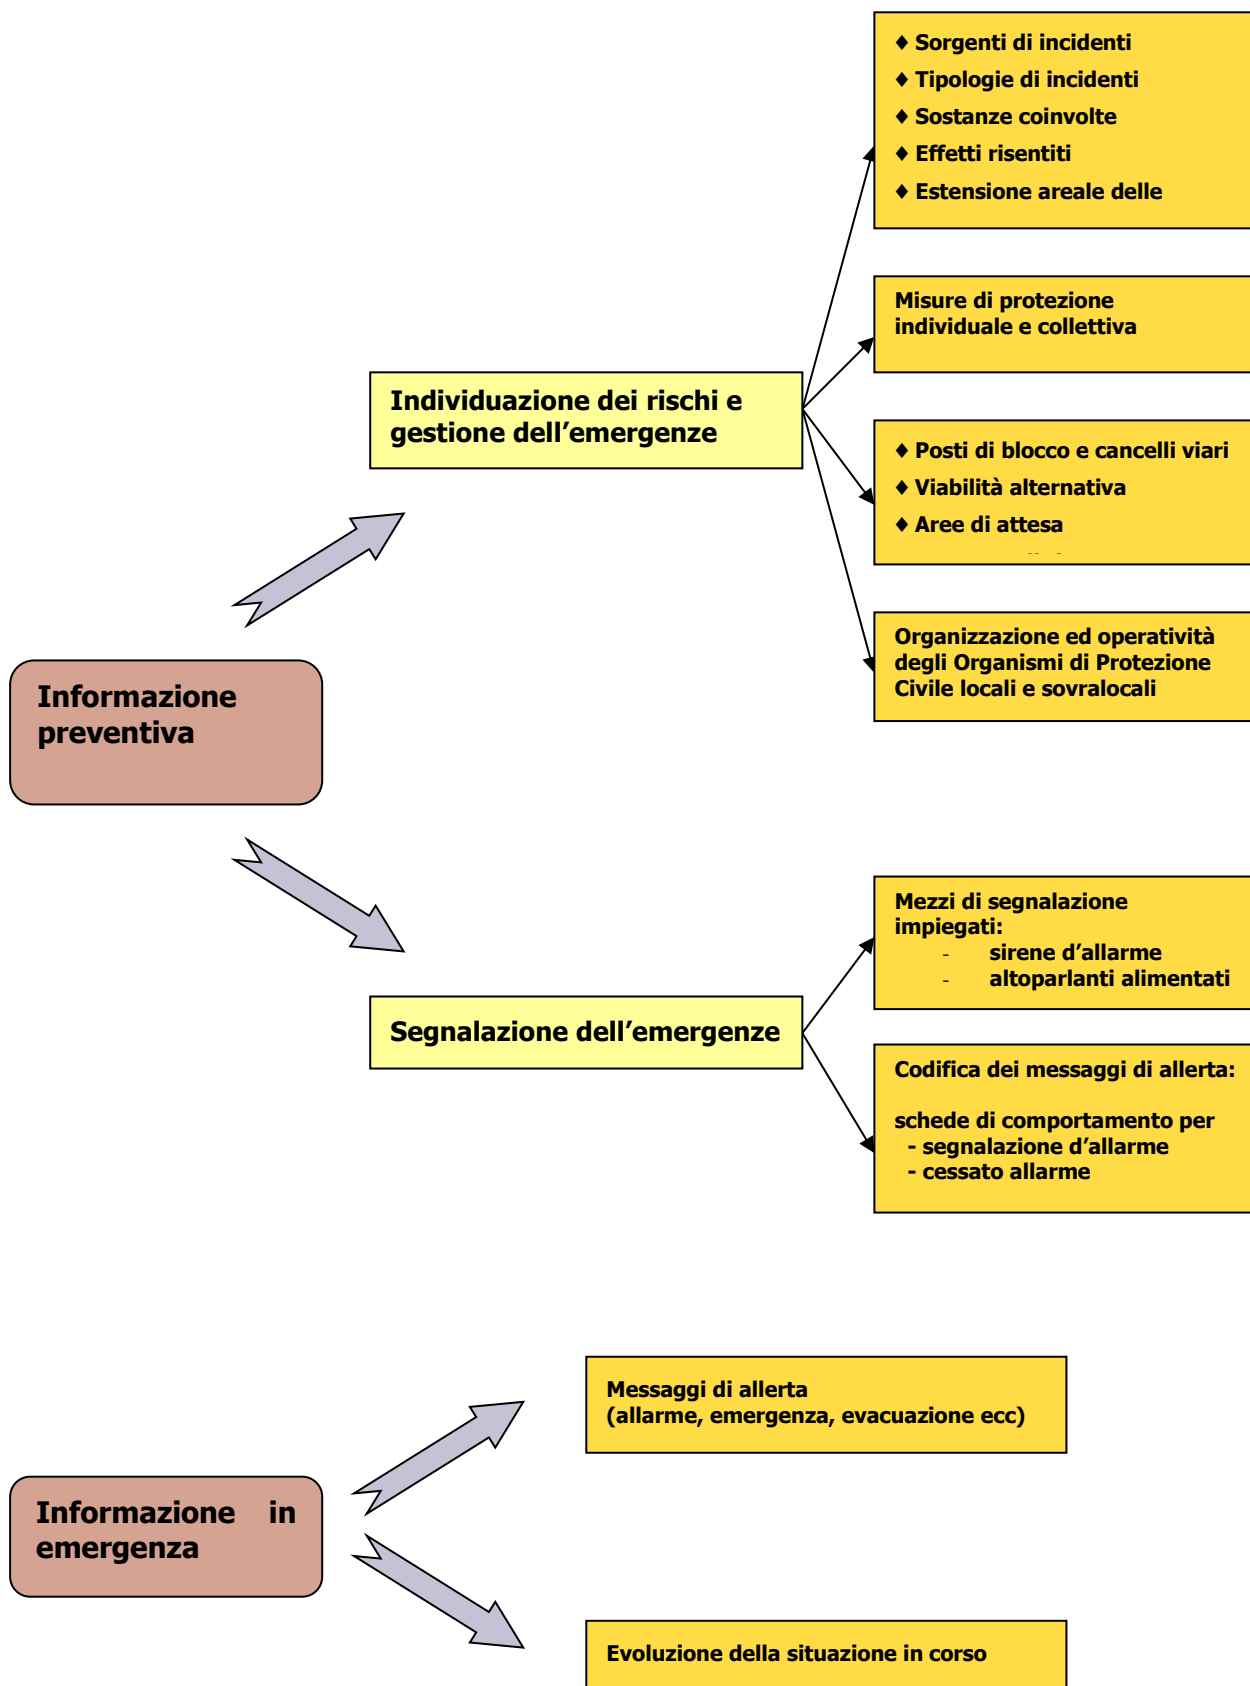 ♦ Sorgenti di incidenti
♦ Tipologie di incidenti
♦ Sostanze coinvolte
♦ Effetti risentiti
♦ Estensione areale delle
Misure di protezione
individuale e collettiva
Individuazione dei rischi e
gestione dell’emergenze
♦ Posti di blocco e cancelli viari
♦ Viabilità alternativa
♦ Aree di attesa
Organizzazione ed operatività
degli Organismi di Protezione
Civile locali e sovralocali
Informazione
preventiva
Mezzi di segnalazione
impiegati:
- sirene d’allarme
- altoparlanti alimentati
Segnalazione dell’emergenze
Codifica dei messaggi di allerta:
schede di comportamento per
- segnalazione d’allarme
- cessato allarme
Messaggi di allerta
(allarme, emergenza, evacuazione ecc)
Informazione in
emergenza
Evoluzione della situazione in corso